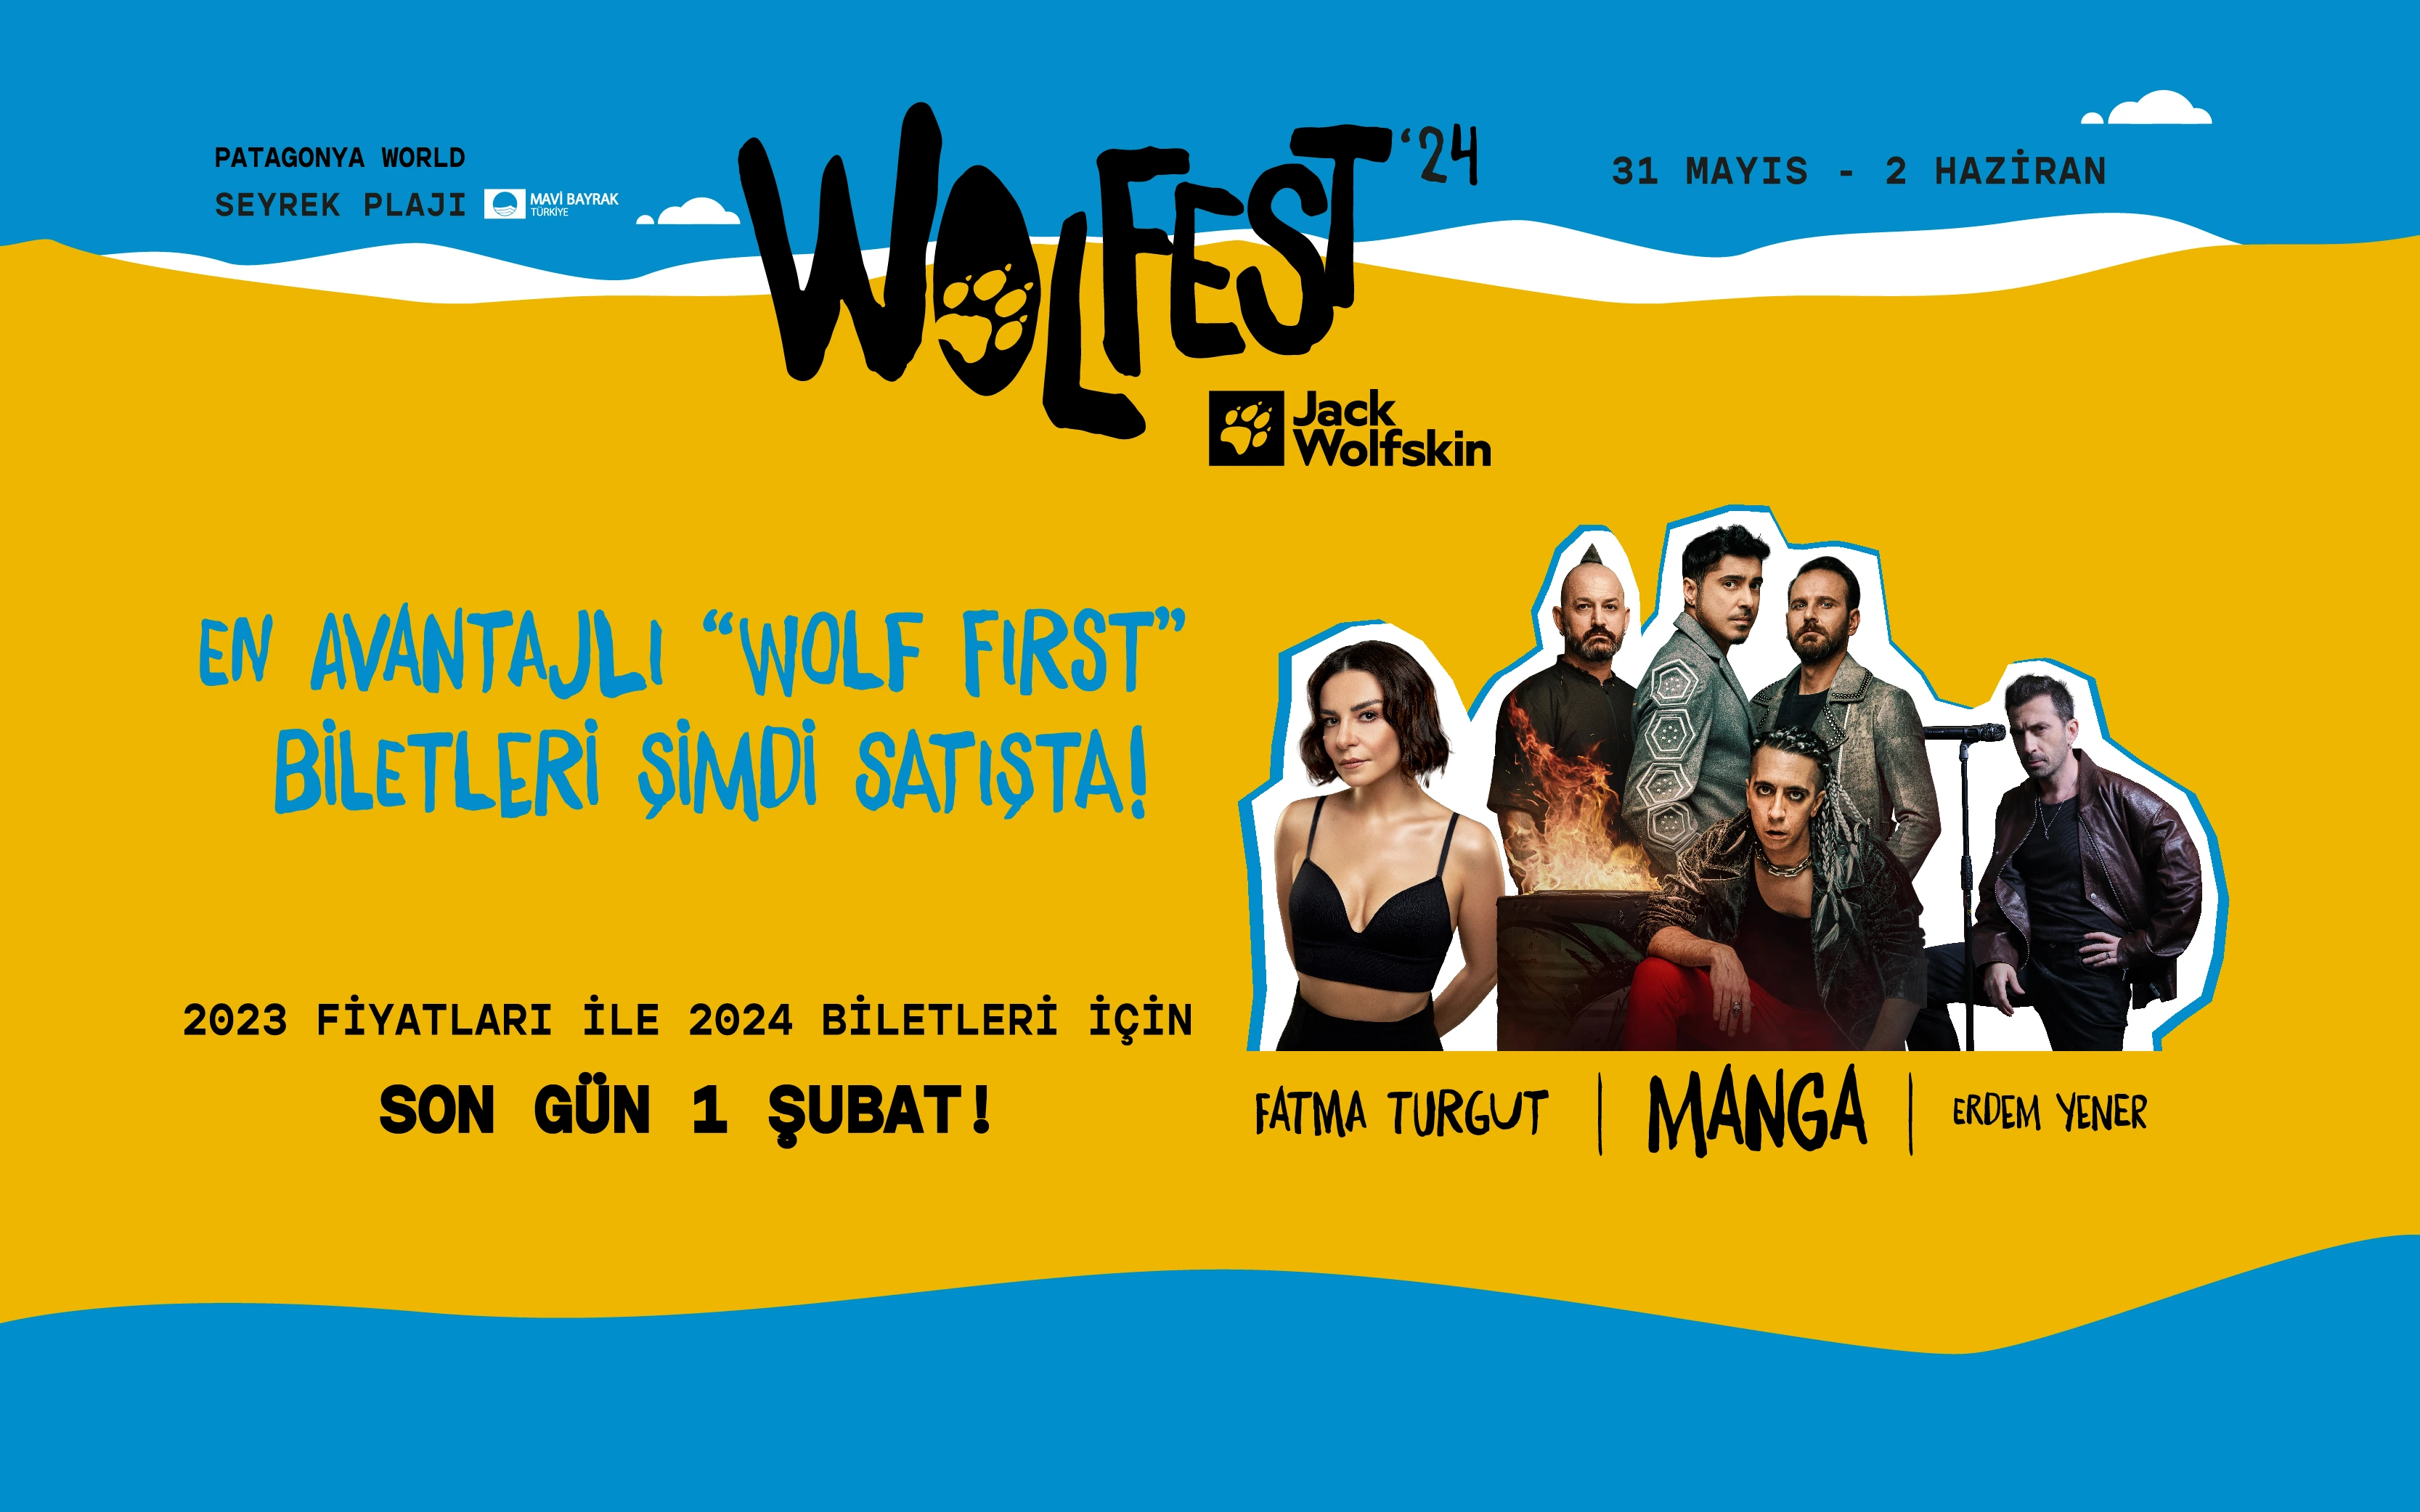 PATAGONYA WORLD
SEYREK PLAJI
MAVİ BAYRAK
TÜRKİYE
WOLFEST '24
31 MAYIS - 2 HAZİRAN
Jack
Wolfskin
EN AVANTAJLI “WOLF FIRST”
BİLETLERİ ŞİMDİ SATIŞTA!
2023 FİYATLARI İLE 2024 BİLETLERİ İÇİN
SON GÜN 1 ŞUBAT!
FATMA TURGUT | MANGA | ERDEM YENER